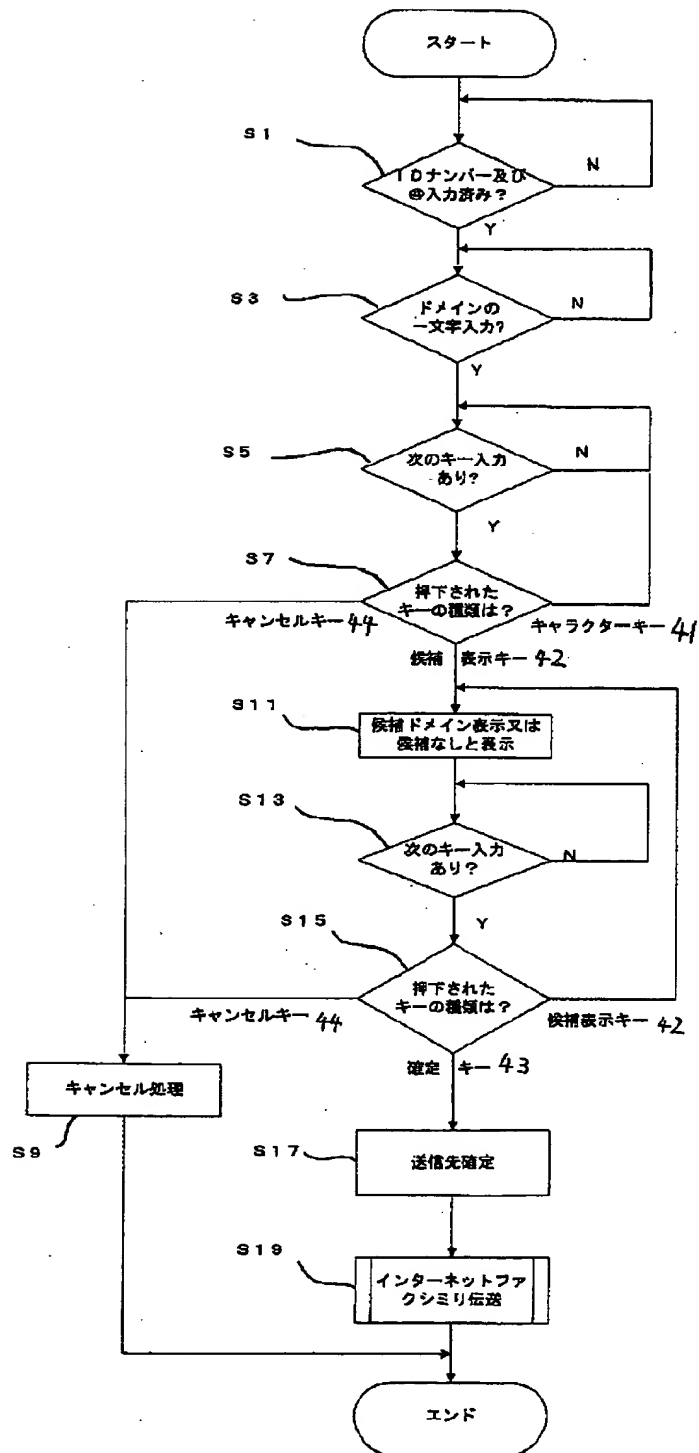 スタート
S1
IDナンバー及び
@入力済み?
N
Y
S3
ドメインの
一文字入力?
N
Y
S5
次のキー入力
あり?
N
Y
S7
押下された
キーの種類は?
キャンセルキー 44
キャラクターキー 41
候補 表示キー 42
S11
候補ドメイン表示又は
候補なしと表示
S13
次のキー入力
あり?
N
Y
S15
押下された
キーの種類は?
キャンセルキー 44
候補表示キー 42
確定 キー 43
キャンセル処理
S9
S17
送信先確定
S19
インターネットファ
クシミリ伝送
エンド